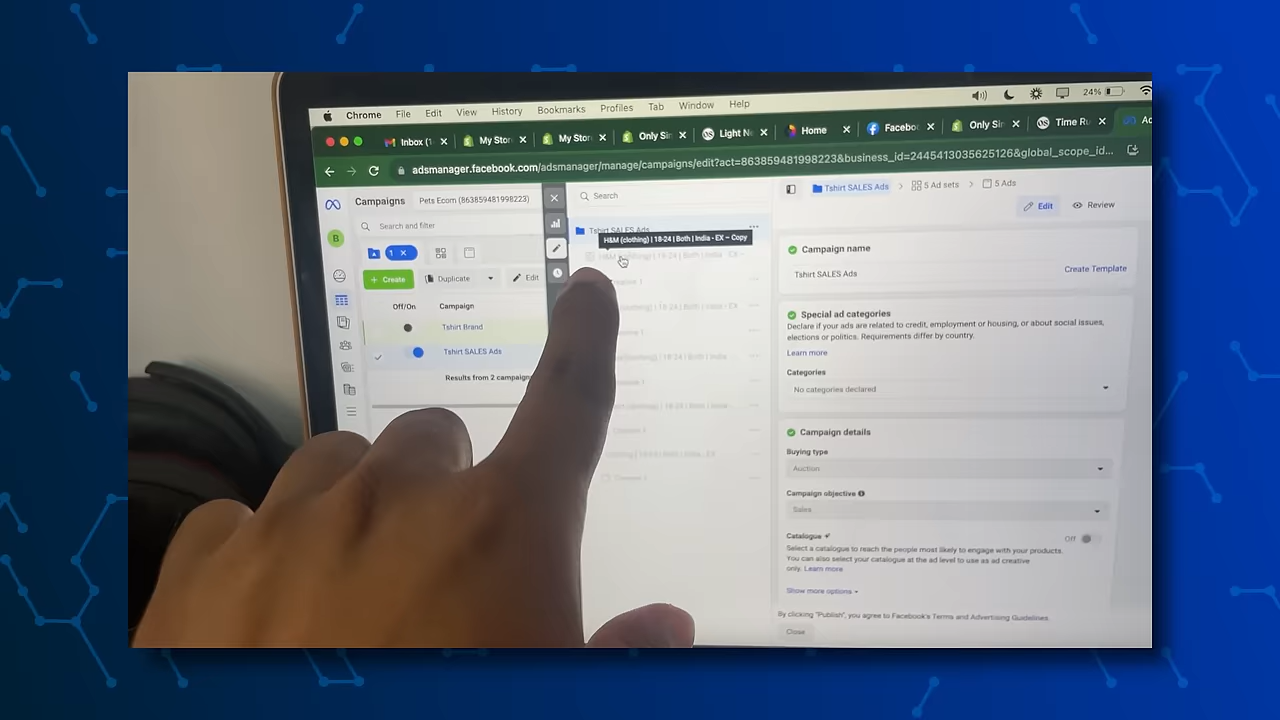 Chrome File Edit View History Bookmarks Profiles Tab Window Help 24%
Inbox (1 My Store My Stor Only Sin Light Ne Home Facebo Only Sin Time Ru Ad
adsmanager.facebook.com/adsmanager/manage/campaigns/edit?act=863859481998223&business_id=2445413035625126&global_scope_id...
Campaigns Pets Ecom (863859481998223)
B
Search and filter
1
+ Create Duplicate Edit
Off/On Campaign
Tshirt Brand
Tshirt SALES Ads
Results from 2 campaigns
Search
Tshirt SALES Ads
H&M (clothing) | 18-24 | Both | India - EX – Copy
Tshirt SALES Ads 5 Ad sets 5 Ads
Edit Review
Campaign name
Tshirt SALES Ads Create Template
Special ad categories
Declare if your ads are related to credit, employment or housing, or about social issues,
elections or politics. Requirements differ by country.
Learn more
Categories
No categories declared
Campaign details
Buying type
Auction
Campaign objective
Sales
Catalogue Off
Select a catalogue to reach the people most likely to engage with your products.
You can also select your catalogue at the ad level to use as ad creative
only. Learn more
Show more options
By clicking "Publish", you agree to Facebook's Terms and Advertising Guidelines.
Close